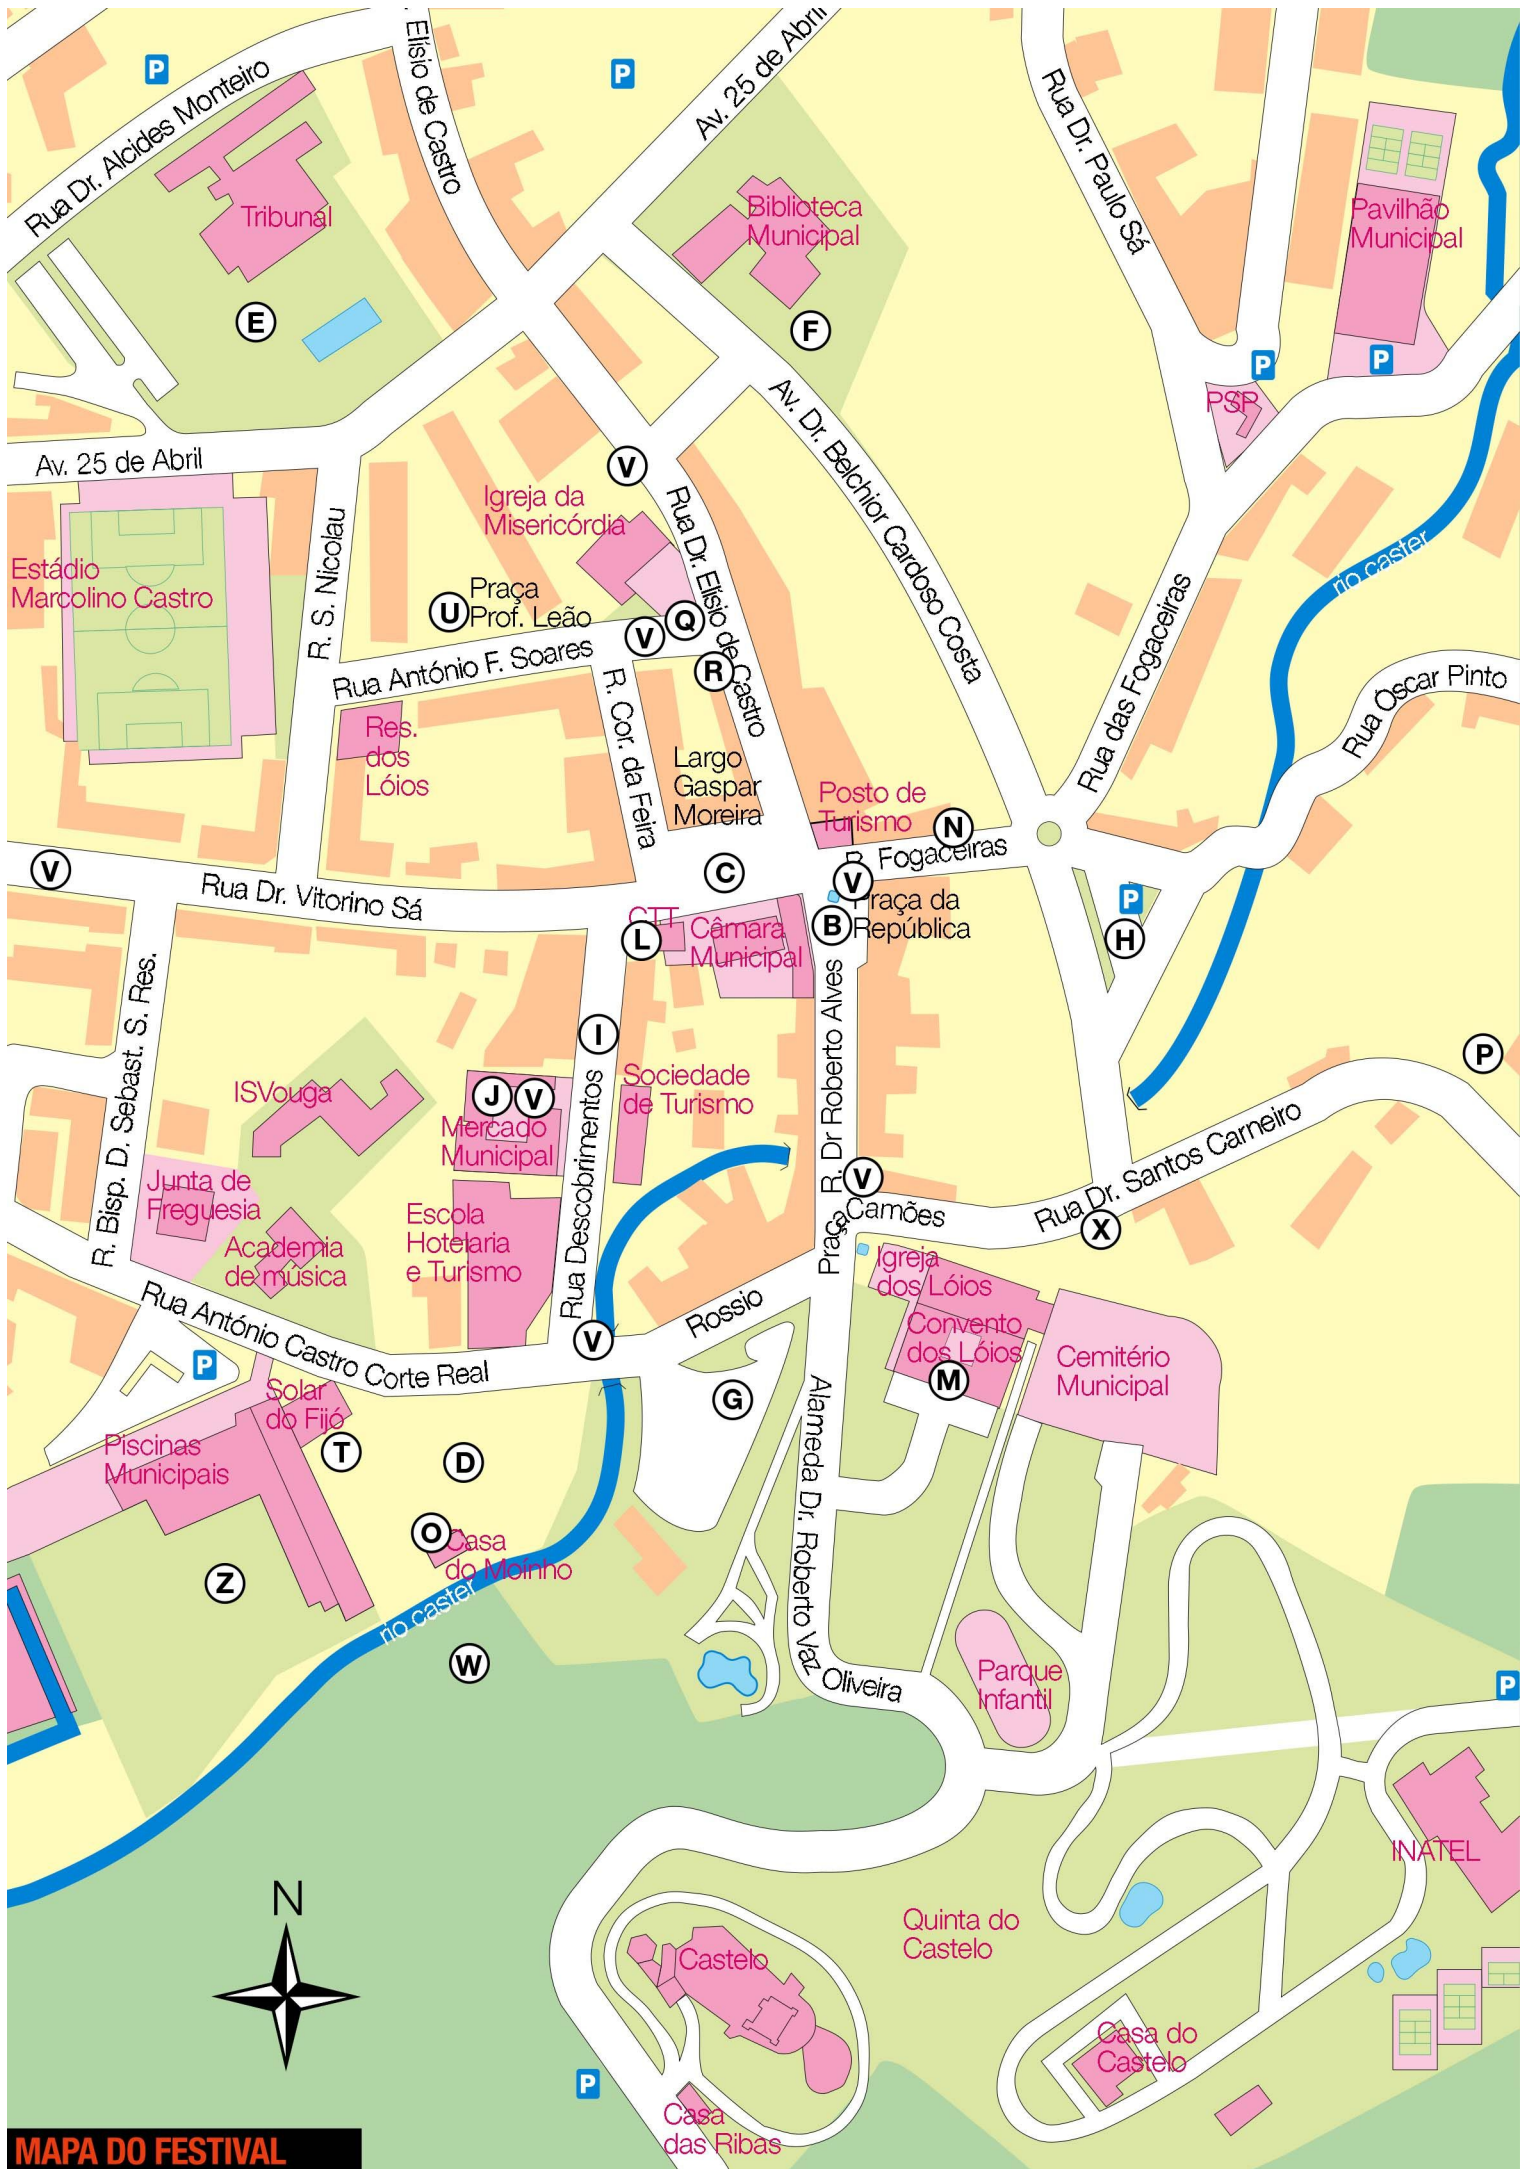 P
Rua Dr. Alcides Monteiro
Elísio de Castro
P
Av. 25 de Abril
Tribunal
E
Biblioteca
Municipal
F
Rua Dr. Paulo Sá
Pavilhão
Municipal
P
P
PSP
Av. 25 de Abril
Av. Dr. Belchior Cardoso Costa
V
Igreja da
Misericórdia
Rua Dr. Elísio de Castro
Estádio
Marcolino Castro
R. S. Nicolau
U
Praça
Prof. Leão
Q
V
R
Rua António F. Soares
R. Cor. da Feira
rio caster
Rua das Fogaceiras
Rua Óscar Pinto
Res.
dos
Lóios
Largo
Gaspar
Moreira
Posto de
Turismo
N
R. Fogaceiras
C
V
V
Rua Dr. Vitorino Sá
CTT
L
Câmara
Municipal
B
Praça da
República
P
H
R. Bisp. D. Sebast. S. Res.
I
R. Dr Roberto Alves
P
ISVouga
J
V
Mercado
Municipal
Sociedade
de Turismo
Rua Descobrimentos
Junta de
Freguesia
Academia
de música
Escola
Hotelaria
e Turismo
V
Praça
Camões
Rua Dr. Santos Carneiro
X
Igreja
dos Lóios
Convento
dos Lóios
M
Cemitério
Municipal
Rua António Castro Corte Real
V
Rossio
P
G
Solar
do Fijó
T
Piscinas
Municipais
D
O
Casa
do Moínho
Z
rio caster
W
Alameda Dr. Roberto Vaz Oliveira
Parque
Infantil
P
INATEL
N
Quinta do
Castelo
Castelo
Casa do
Castelo
P
Casa
das Ribas
MAPA DO FESTIVAL